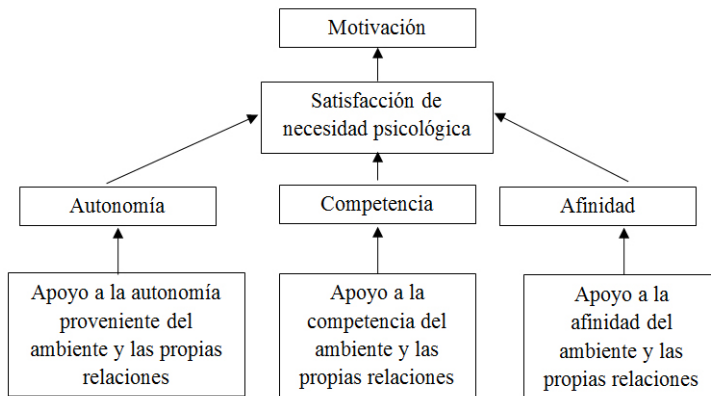 Motivación
Satisfacción de
necesidad psicológica
Autonomía
Competencia
Afinidad
Apoyo a la autonomía
proveniente del
ambiente y las propias
relaciones
Apoyo a la
competencia del
ambiente y las
propias relaciones
Apoyo a la
afinidad del
ambiente y las
propias relaciones